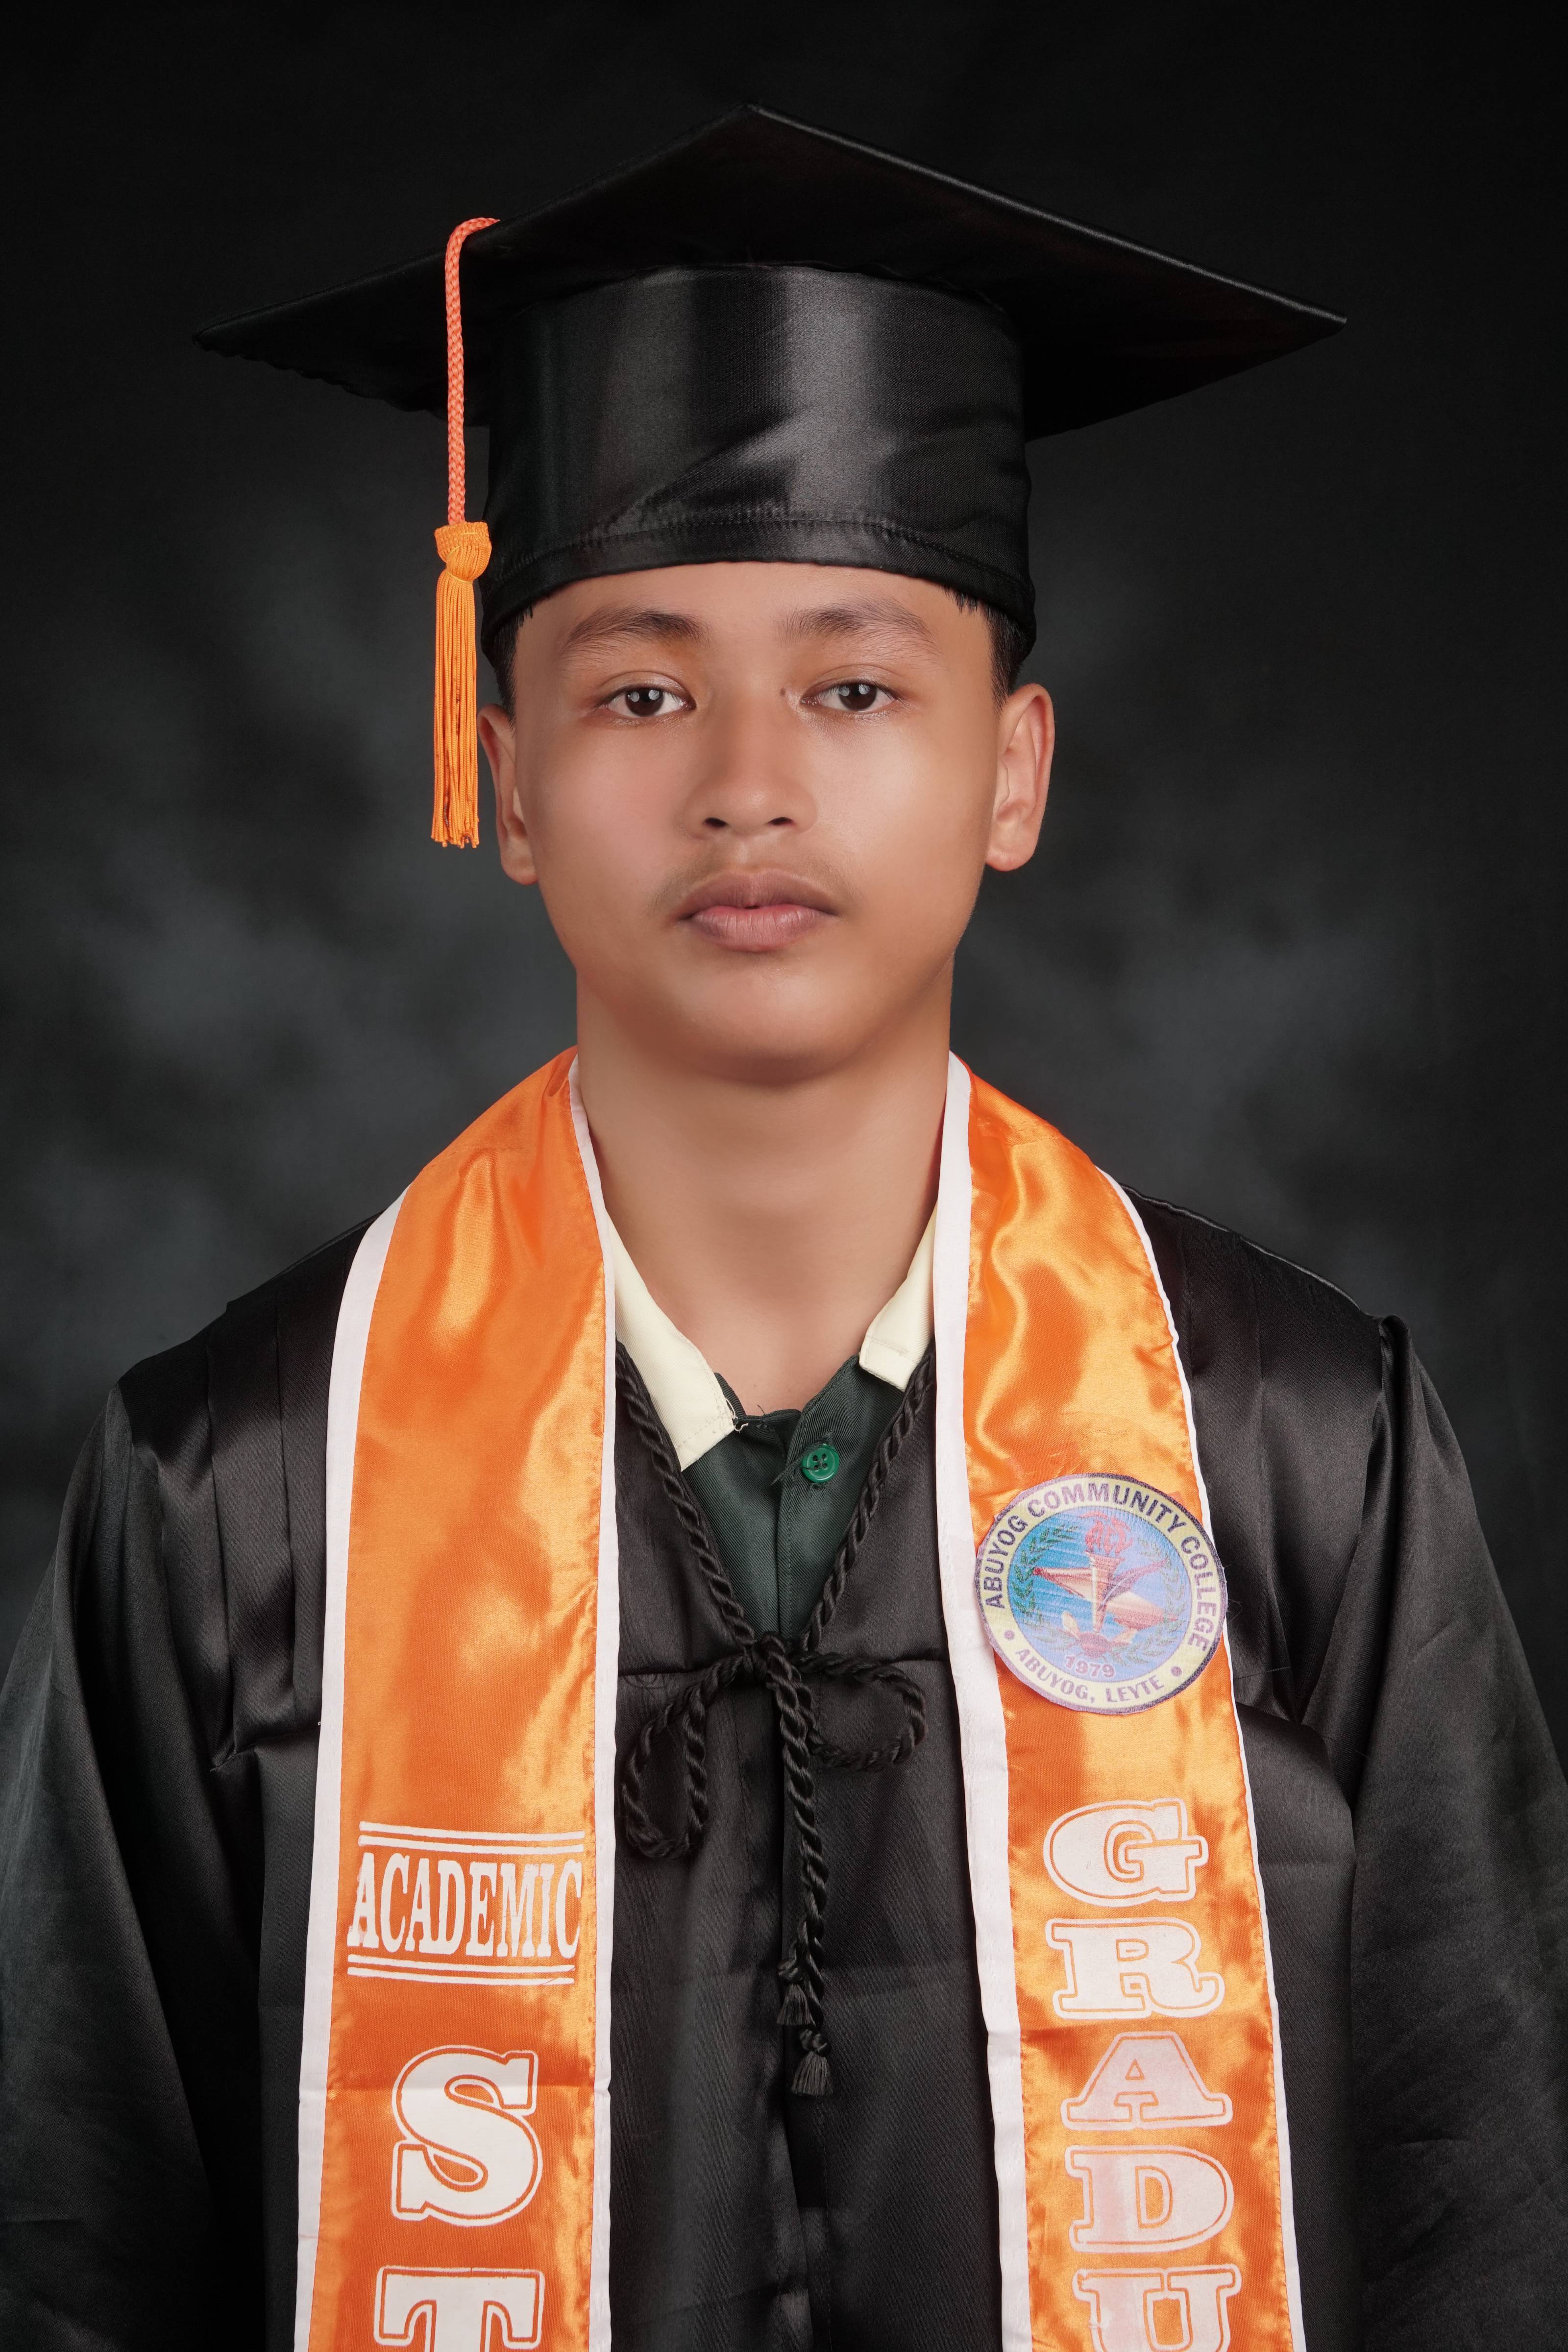 ABUYOG COMMUNITY COLLEGE
1979
ABUYOG, LEYTE
ACADEMIC
S
T
G
R
A
D
U